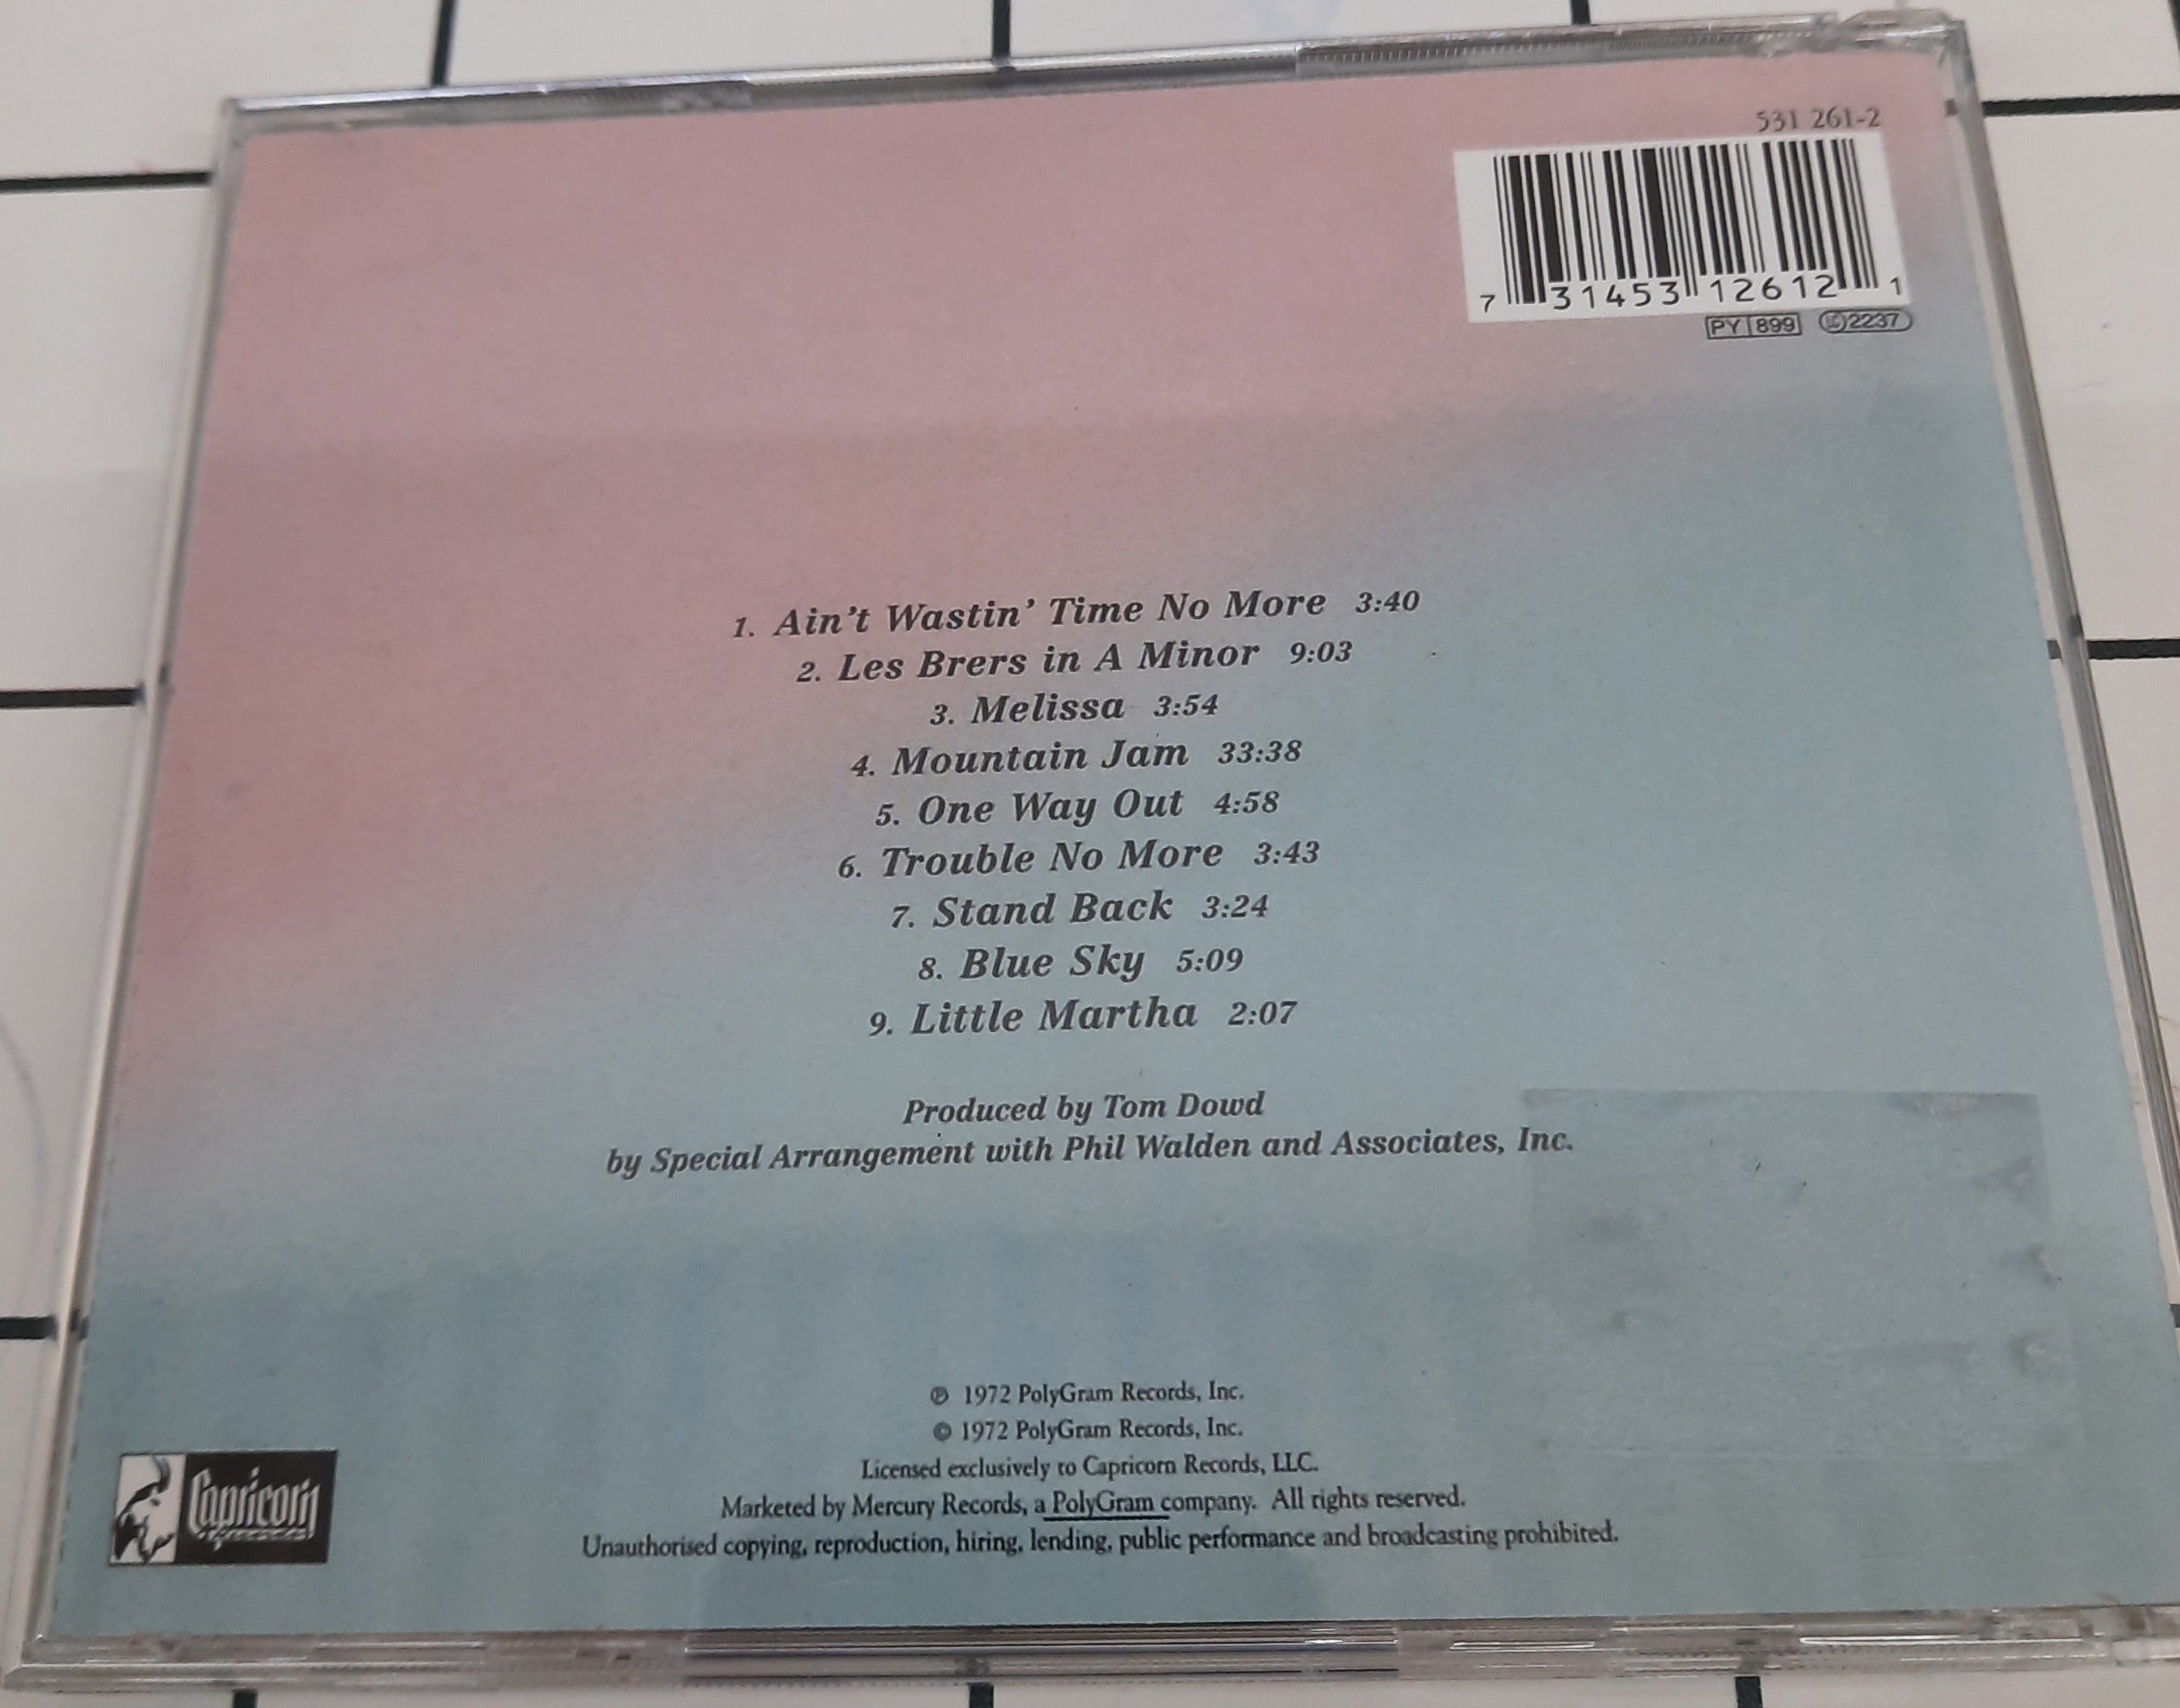 531 261-2
7 31453 12612 1
PY 899 LC 2237
1. Ain't Wastin' Time No More 3:40
2. Les Brers in A Minor 9:03
3. Melissa 3:54
4. Mountain Jam 33:38
5. One Way Out 4:58
6. Trouble No More 3:43
7. Stand Back 3:24
8. Blue Sky 5:09
9. Little Martha 2:07
Produced by Tom Dowd
by Special Arrangement with Phil Walden and Associates, Inc.
℗ 1972 PolyGram Records, Inc.
© 1972 PolyGram Records, Inc.
Licensed exclusively to Capricorn Records, LLC.
Marketed by Mercury Records, a PolyGram company. All rights reserved.
Unauthorised copying, reproduction, hiring, lending, public performance and broadcasting prohibited.
Capricorn